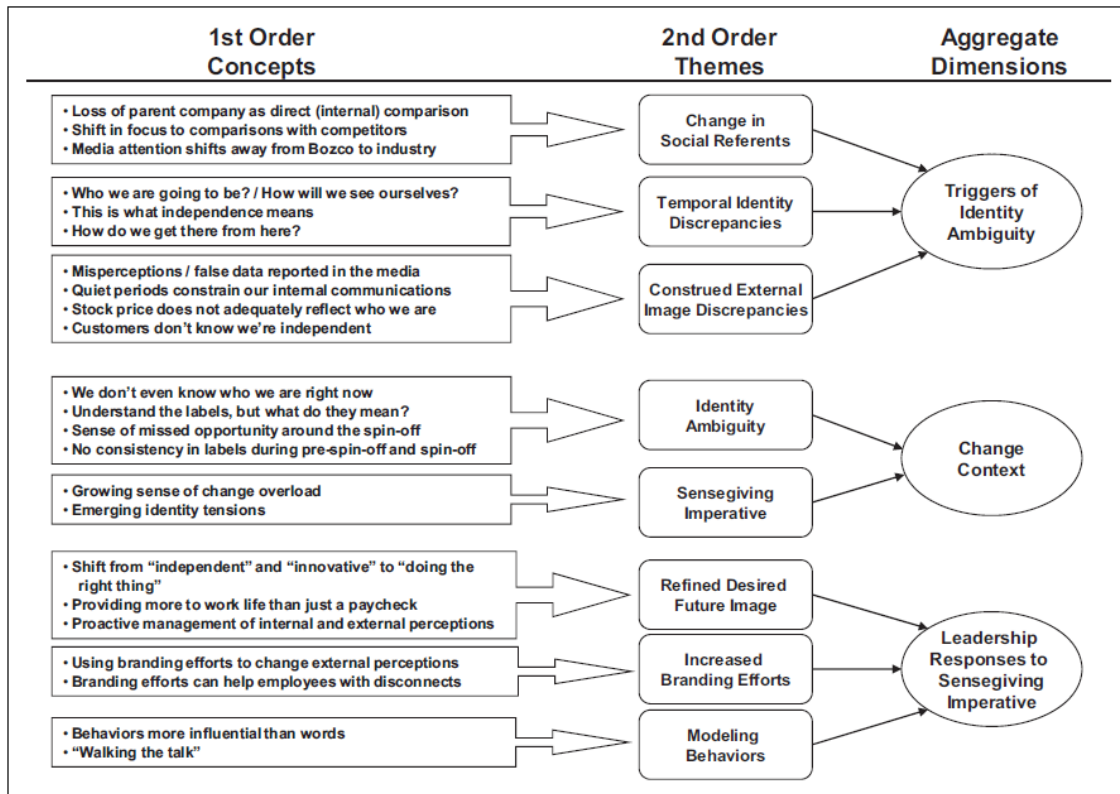 1st Order
Concepts
2nd Order
Themes
Aggregate
Dimensions
• Loss of parent company as direct (internal) comparison
• Shift in focus to comparisons with competitors
• Media attention shifts away from Bozco to industry
Change in
Social Referents
• Who we are going to be? / How will we see ourselves?
• This is what independence means
• How do we get there from here?
Temporal Identity
Discrepancies
Triggers of
Identity
Ambiguity
• Misperceptions / false data reported in the media
• Quiet periods constrain our internal communications
• Stock price does not adequately reflect who we are
• Customers don't know we're independent
Construed External
Image Discrepancies
• We don't even know who we are right now
• Understand the labels, but what do they mean?
• Sense of missed opportunity around the spin-off
• No consistency in labels during pre-spin-off and spin-off
Identity
Ambiguity
Change
Context
• Growing sense of change overload
• Emerging identity tensions
Sensegiving
Imperative
• Shift from “independent” and “innovative” to “doing the
right thing”
• Providing more to work life than just a paycheck
• Proactive management of internal and external perceptions
Refined Desired
Future Image
• Using branding efforts to change external perceptions
• Branding efforts can help employees with disconnects
Increased
Branding Efforts
Leadership
Responses to
Sensegiving
Imperative
• Behaviors more influential than words
• “Walking the talk”
Modeling
Behaviors